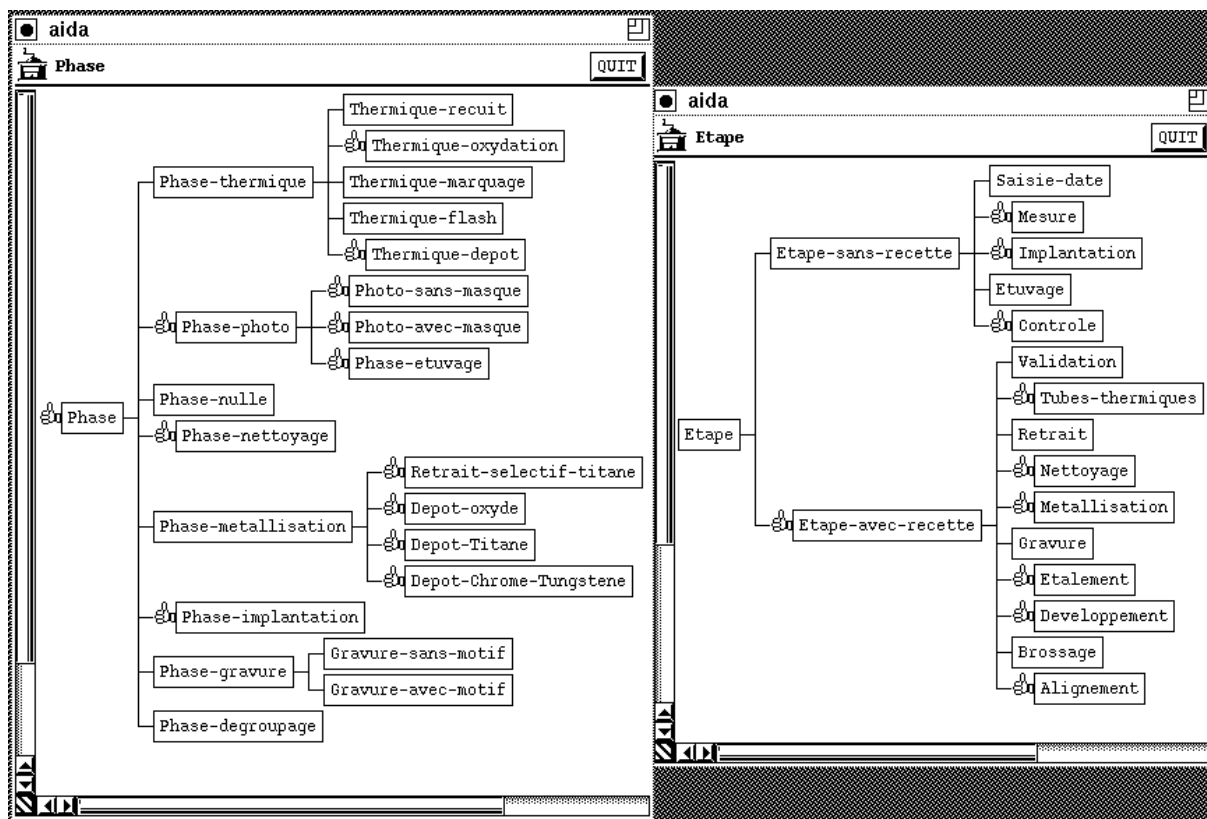 aida
Phase
QUIT
Thermique-recuit
Thermique-oxydation
Phase-thermique
Thermique-marquage
Thermique-flash
Thermique-depot
Photo-sans-masque
Phase-photo
Photo-avec-masque
Phase-etuvage
Phase-nulle
Phase
Phase-nettoyage
Retrait-selectif-titane
Depot-oxyde
Phase-metallisation
Depot-Titane
Depot-Chrome-Tungstene
Phase-implantation
Gravure-sans-motif
Phase-gravure
Gravure-avec-motif
Phase-degroupage
aida
Etape
QUIT
Saisie-date
Mesure
Etape-sans-recette
Implantation
Etuvage
Controle
Validation
Tubes-thermiques
Etape
Retrait
Nettoyage
Metallisation
Etape-avec-recette
Gravure
Etalement
Developpement
Brossage
Alignement